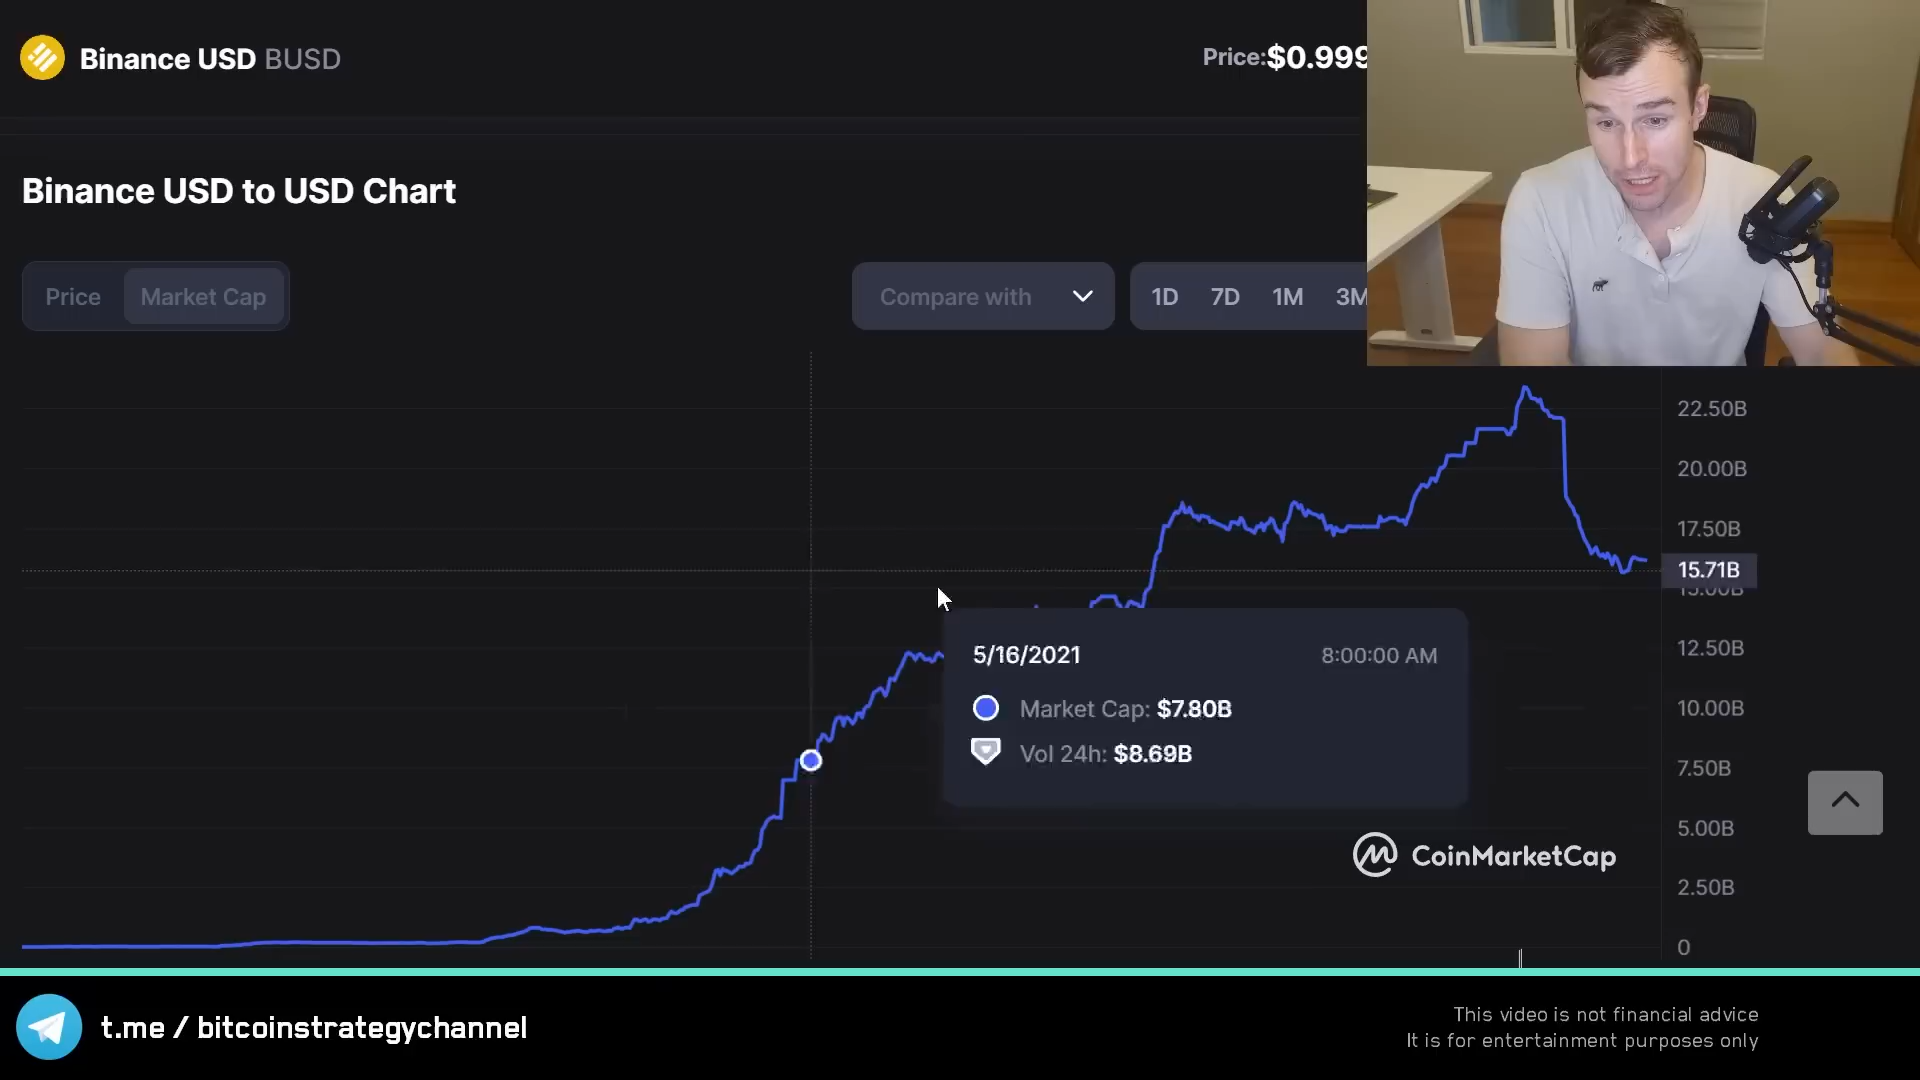 Binance USD BUSD
Price:$0.999
Binance USD to USD Chart
Price
Market Cap
Compare with
1D 7D 1M 3M
22.50B
20.00B
17.50B
15.71B
15.00B
12.50B
10.00B
7.50B
5.00B
2.50B
0
5/16/2021 8:00:00 AM
Market Cap: $7.80B
Vol 24h: $8.69B
CoinMarketCap
t.me / bitcoinstrategychannel
This video is not financial advice
It is for entertainment purposes only